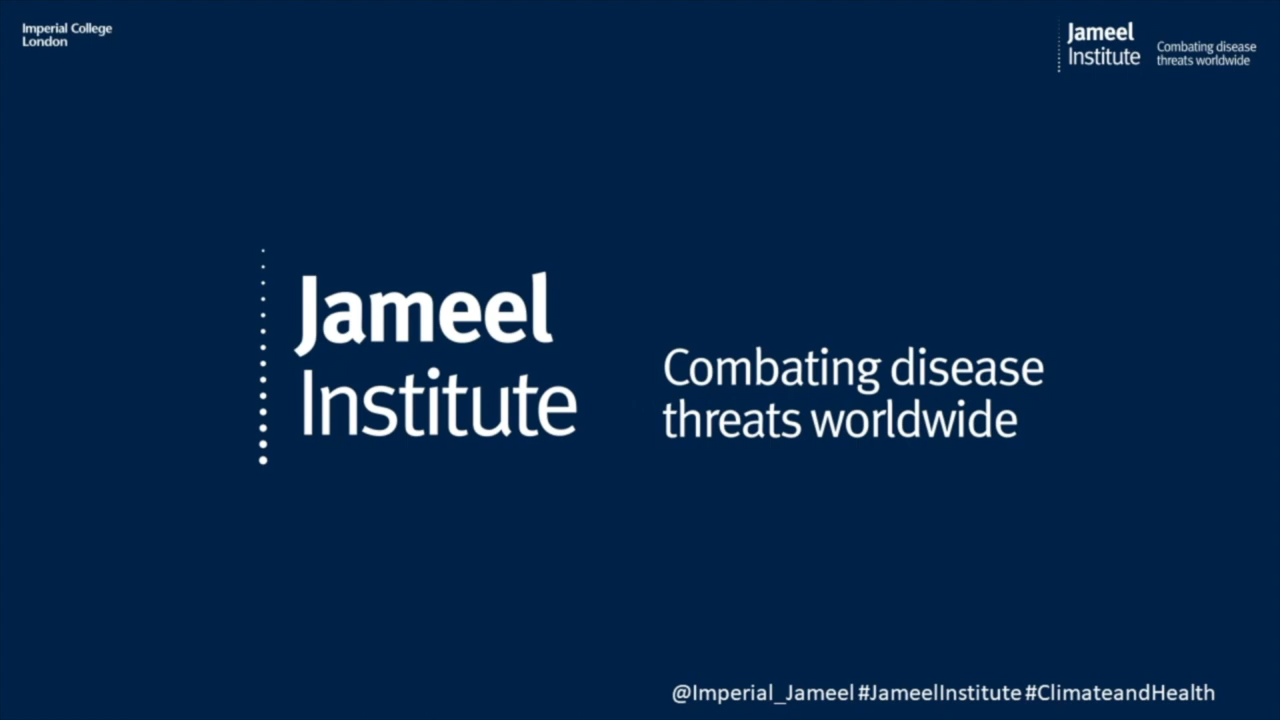 Imperial College
London
Jameel
Institute
Combating disease
threats worldwide
Jameel
Institute
Combating disease
threats worldwide
@Imperial_Jameel #JameelInstitute #ClimateandHealth